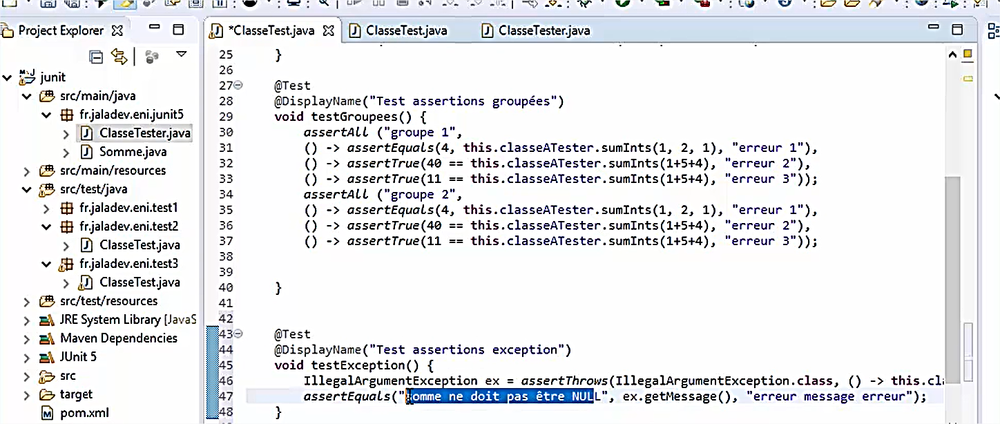 Project Explorer
junit
src/main/java
fr.jaladev.eni.junit5
ClasseTester.java
Somme.java
src/main/resources
src/test/java
fr.jaladev.eni.test1
fr.jaladev.eni.test2
ClasseTest.java
fr.jaladev.eni.test3
ClasseTest.java
src/test/resources
JRE System Library [JavaS
Maven Dependencies
JUnit 5
src
target
pom.xml
*ClasseTest.java ClasseTest.java ClasseTester.java
25 }
26
27 @Test
28 @DisplayName("Test assertions groupées")
29 void testGroupees() {
30 assertAll ("groupe 1",
31 () -> assertEquals(4, this.classeATester.sumInts(1, 2, 1), "erreur 1"),
32 () -> assertTrue(40 == this.classeATester.sumInts(1+5+4), "erreur 2"),
33 () -> assertTrue(11 == this.classeATester.sumInts(1+5+4), "erreur 3"));
34 assertAll ("groupe 2",
35 () -> assertEquals(4, this.classeATester.sumInts(1, 2, 1), "erreur 1"),
36 () -> assertTrue(40 == this.classeATester.sumInts(1+5+4), "erreur 2"),
37 () -> assertTrue(11 == this.classeATester.sumInts(1+5+4), "erreur 3"));
38
39
40 }
41
42
43 @Test
44 @DisplayName("Test assertions exception")
45 void testException() {
46 IllegalArgumentException ex = assertThrows(IllegalArgumentException.class, () -> this.cl
47 assertEquals("Somme ne doit pas être NULL", ex.getMessage(), "erreur message erreur");
48 }